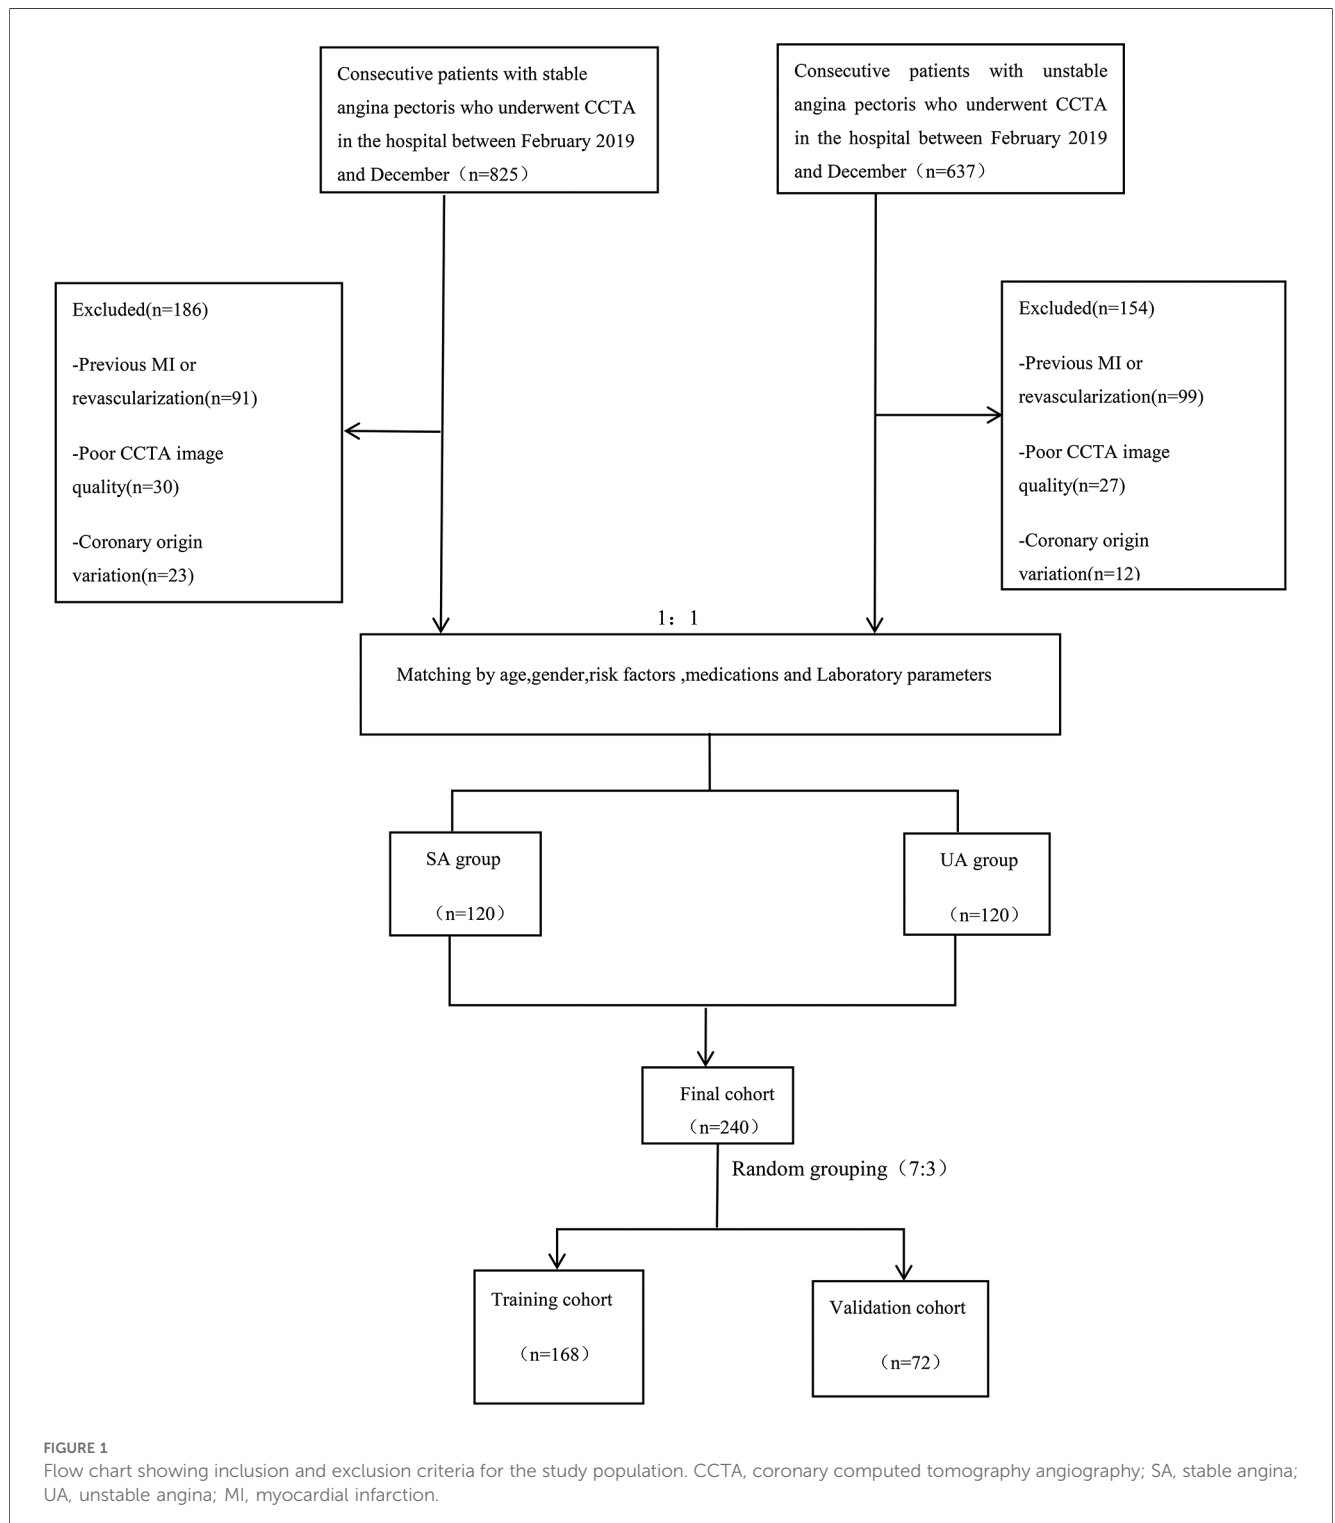 Consecutive patients with stable
angina pectoris who underwent CCTA
in the hospital between February 2019
and December（n=825）
Consecutive patients with unstable
angina pectoris who underwent CCTA
in the hospital between February 2019
and December（n=637）
Excluded(n=186)
-Previous MI or
revascularization(n=91)
-Poor CCTA image
quality(n=30)
-Coronary origin
variation(n=23)
Excluded(n=154)
-Previous MI or
revascularization(n=99)
-Poor CCTA image
quality(n=27)
-Coronary origin
variation(n=12)
1：1
Matching by age,gender,risk factors ,medications and Laboratory parameters
SA group
（n=120）
UA group
（n=120）
Final cohort
（n=240）
Random grouping（7:3）
Training cohort
（n=168）
Validation cohort
（n=72）
FIGURE 1
Flow chart showing inclusion and exclusion criteria for the study population. CCTA, coronary computed tomography angiography; SA, stable angina;
UA, unstable angina; MI, myocardial infarction.